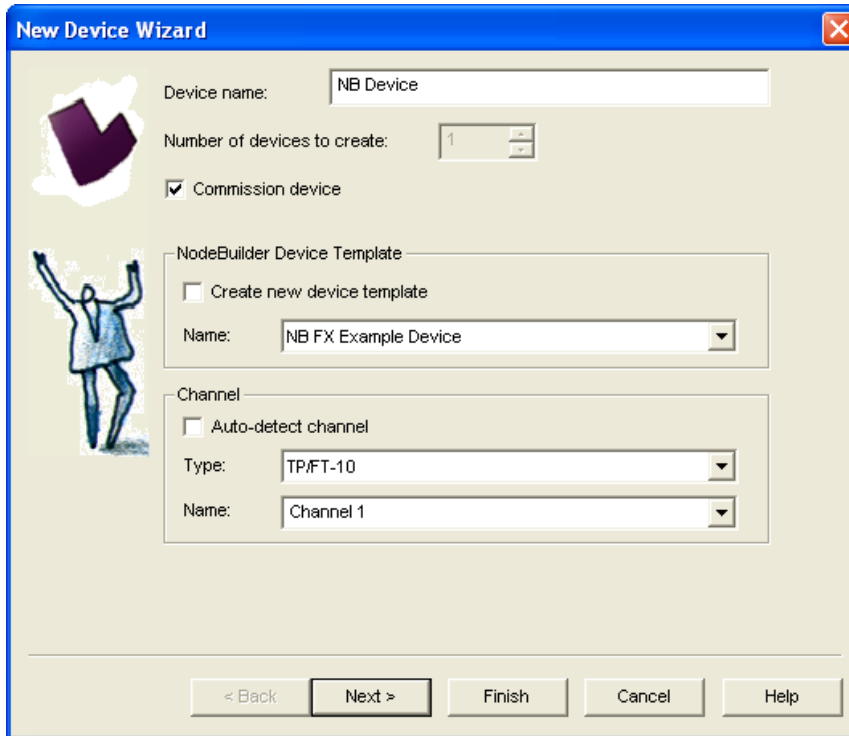 New Device Wizard
Device name: NB Device
Number of devices to create: 1
Commission device
NodeBuilder Device Template
Create new device template
Name: NB FX Example Device
Channel
Auto-detect channel
Type: TP/FT-10
Name: Channel 1
< Back Next > Finish Cancel Help